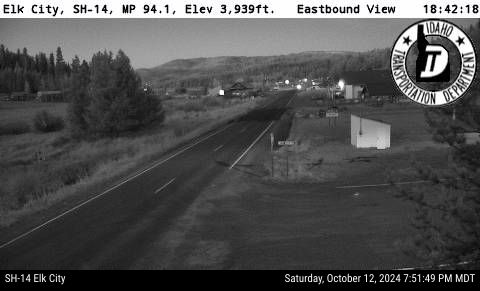 Elk City, SH-14, MP 94.1, Elev 3,939ft. Eastbound View 18:42:18
IDAHO
TRANSPORTATION DEPARTMENT
SH-14 Elk City Saturday, October 12, 2024 7:51:49 PM MDT